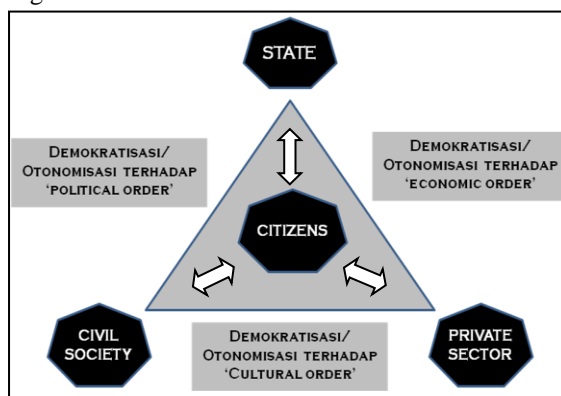 STATE
DEMOKRATISASI/
OTONOMISASI TERHADAP
'POLITICAL ORDER'
DEMOKRATISASI/
OTONOMISASI TERHADAP
'ECONOMIC ORDER'
CITIZENS
CIVIL
SOCIETY
DEMOKRATISASI/
OTONOMISASI TERHADAP
'CULTURAL ORDER'
PRIVATE
SECTOR